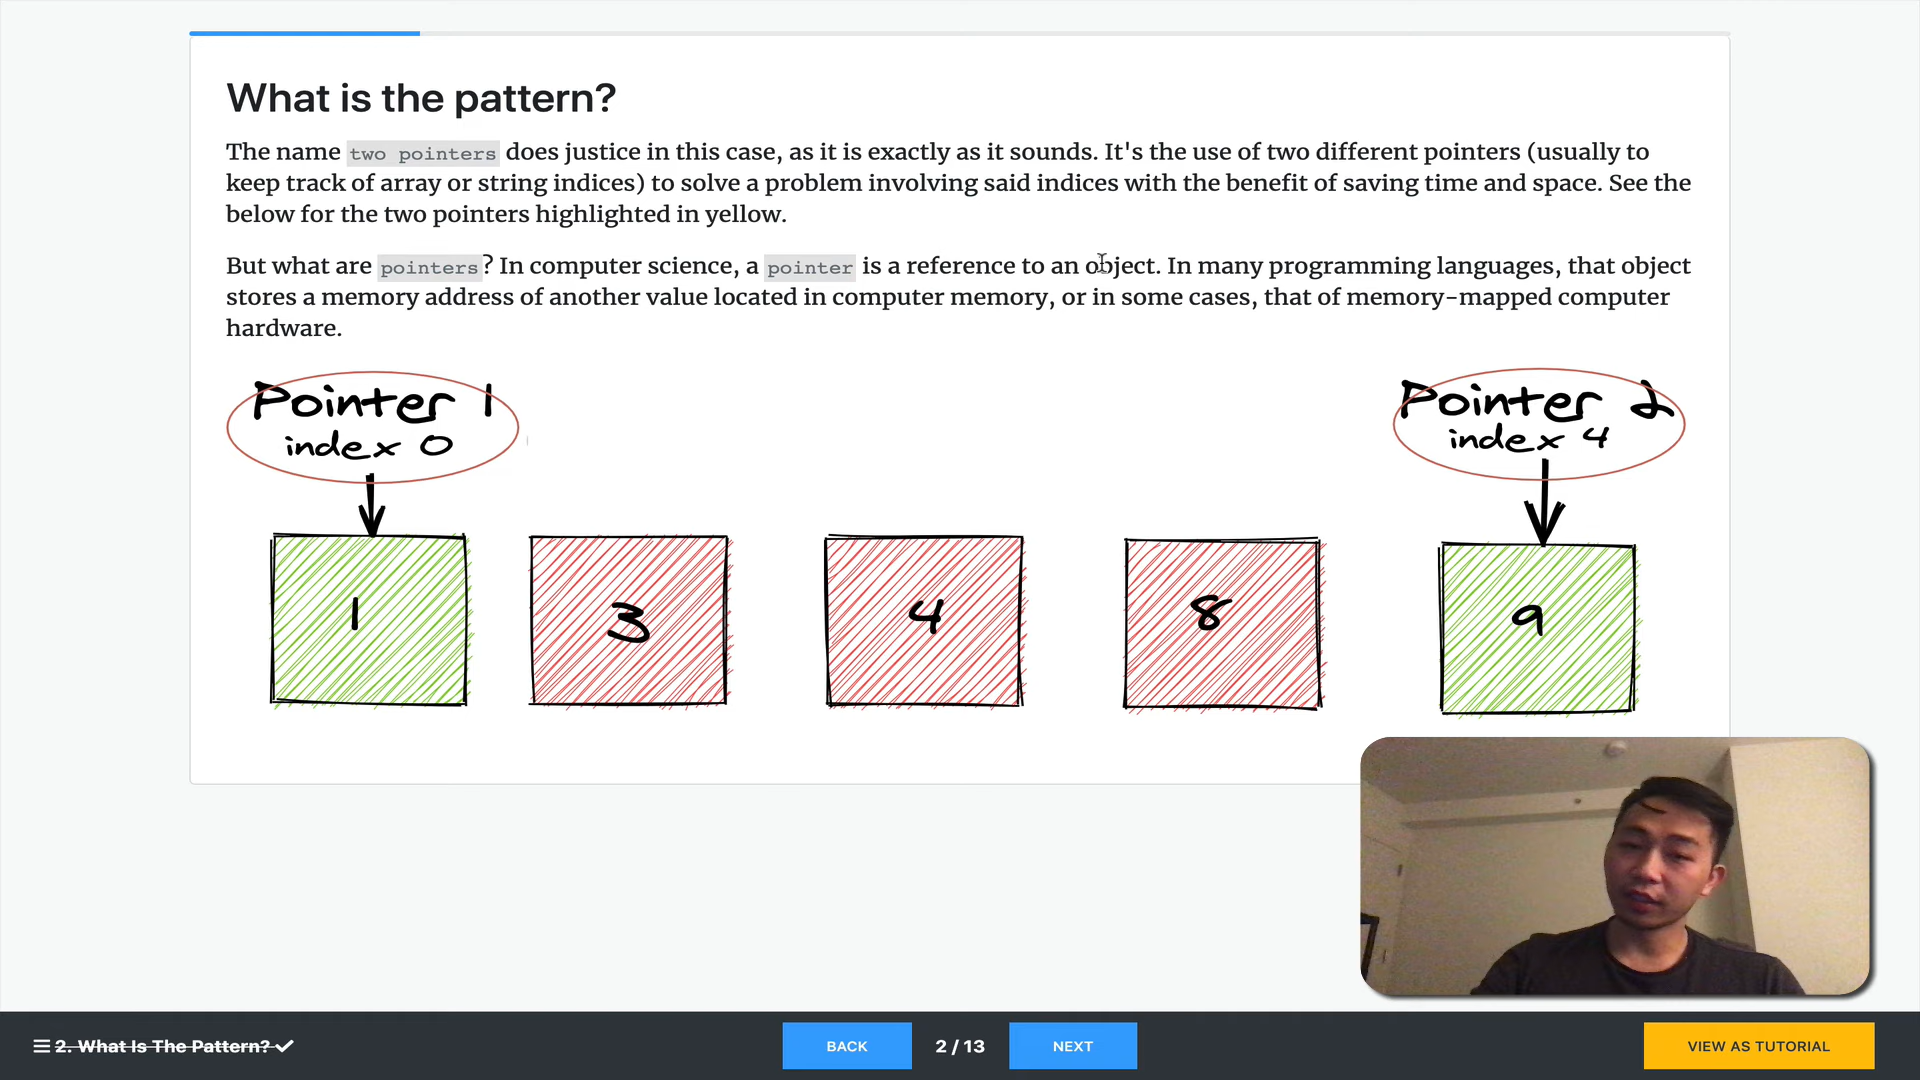 What is the pattern?
The name two pointers does justice in this case, as it is exactly as it sounds. It's the use of two different pointers (usually to
keep track of array or string indices) to solve a problem involving said indices with the benefit of saving time and space. See the
below for the two pointers highlighted in yellow.
But what are pointers? In computer science, a pointer is a reference to an object. In many programming languages, that object
stores a memory address of another value located in computer memory, or in some cases, that of memory-mapped computer
hardware.
Pointer 1
index 0
Pointer 2
index 4
1 3 4 8 9
2. What Is The Pattern?
BACK
2 / 13
NEXT
VIEW AS TUTORIAL